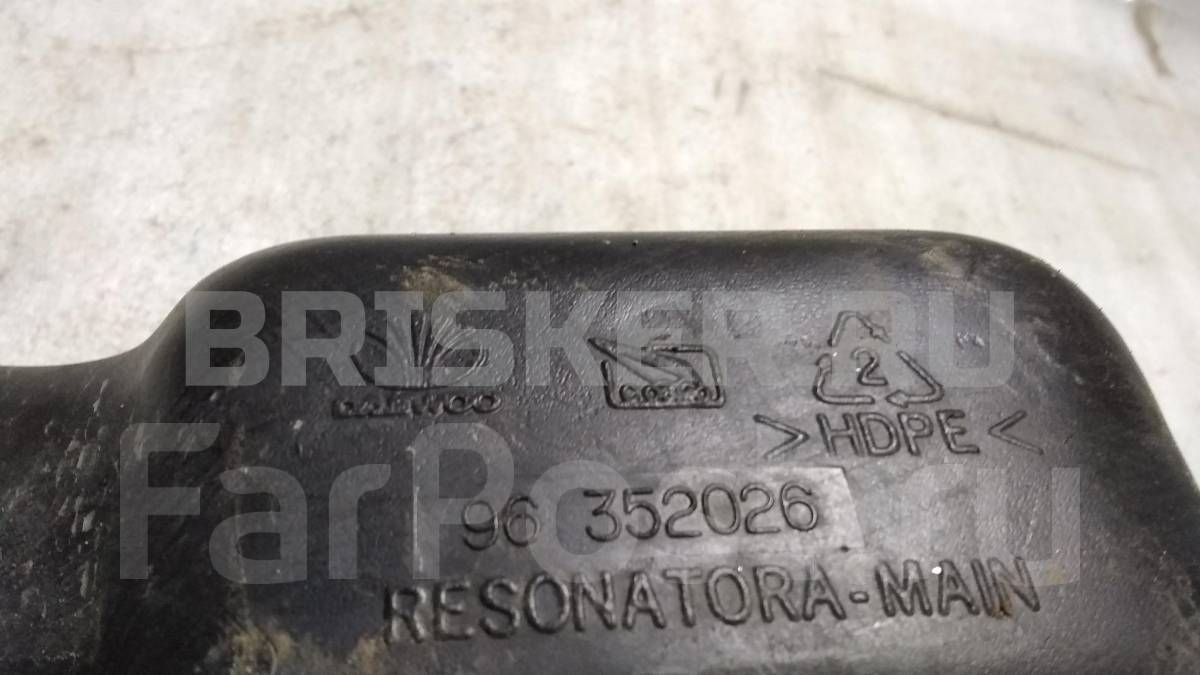 BRISKER.RU
DAEWOO
2
>HDPE<
FarPost.ru
96 352026
RESONATORA-MAIN